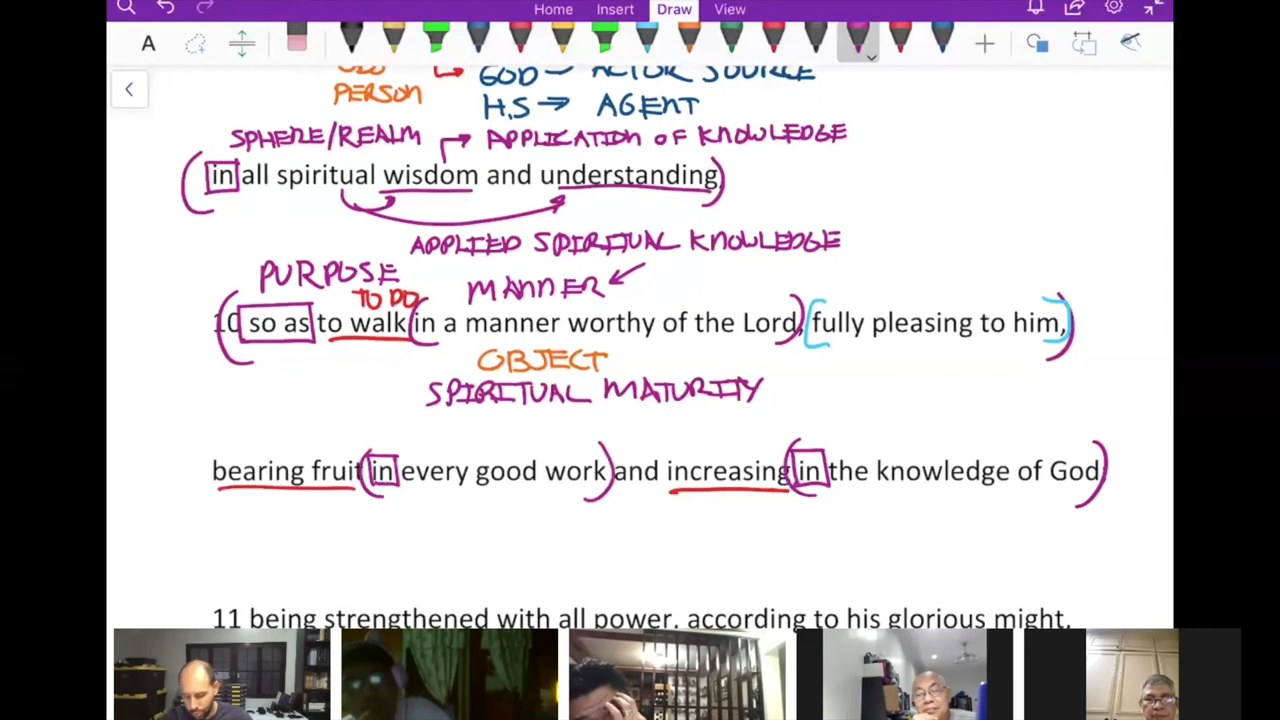 Home Insert Draw View
A
GOD → ACTOR SOURCE
PERSON
H.S → AGENT
SPHERE/REALM → APPLICATION OF KNOWLEDGE
(in all spiritual wisdom and understanding)
APPLIED SPIRITUAL KNOWLEDGE
PURPOSE
MANNER
TO DO
10 so as to walk (in a manner worthy of the Lord), [fully pleasing to him,]
OBJECT
SPIRITUAL MATURITY
bearing fruit (in every good work) and increasing (in the knowledge of God)
11 being strengthened with all power, according to his glorious might,